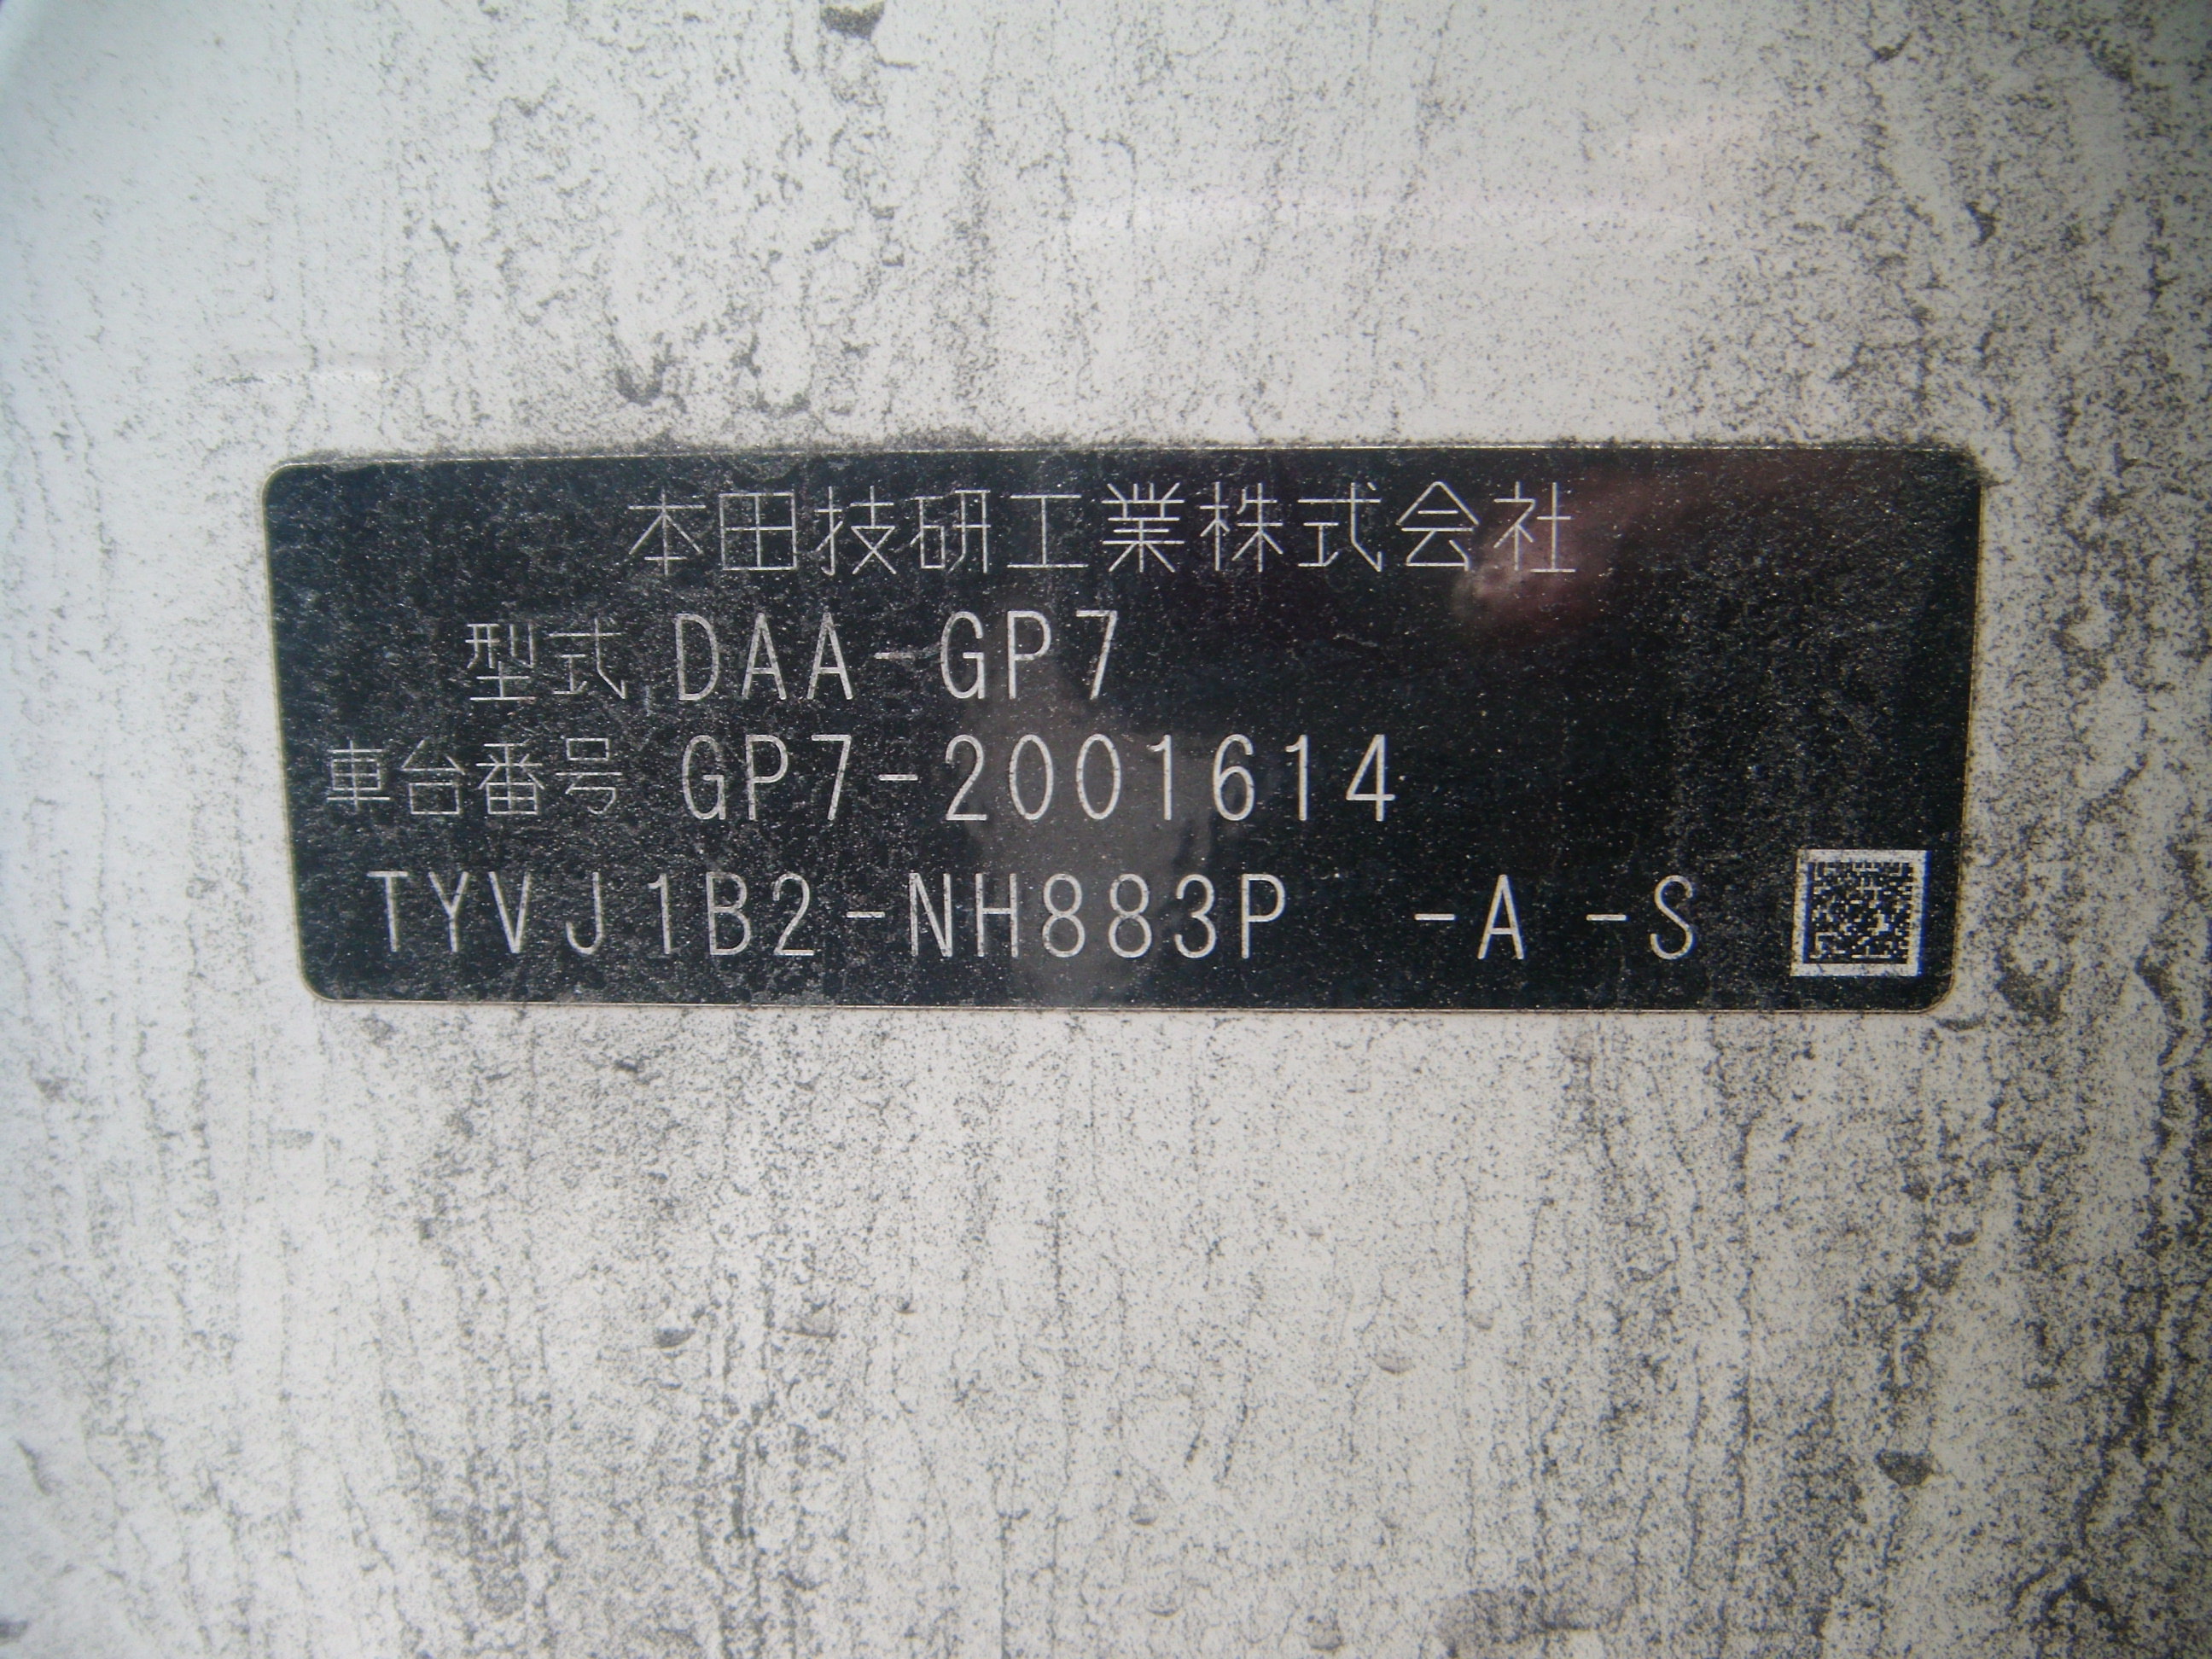 本田技研工業株式会社
型式 DAA-GP7
車台番号 GP7-2001614
TYVJ1B2-NH883P -A -S